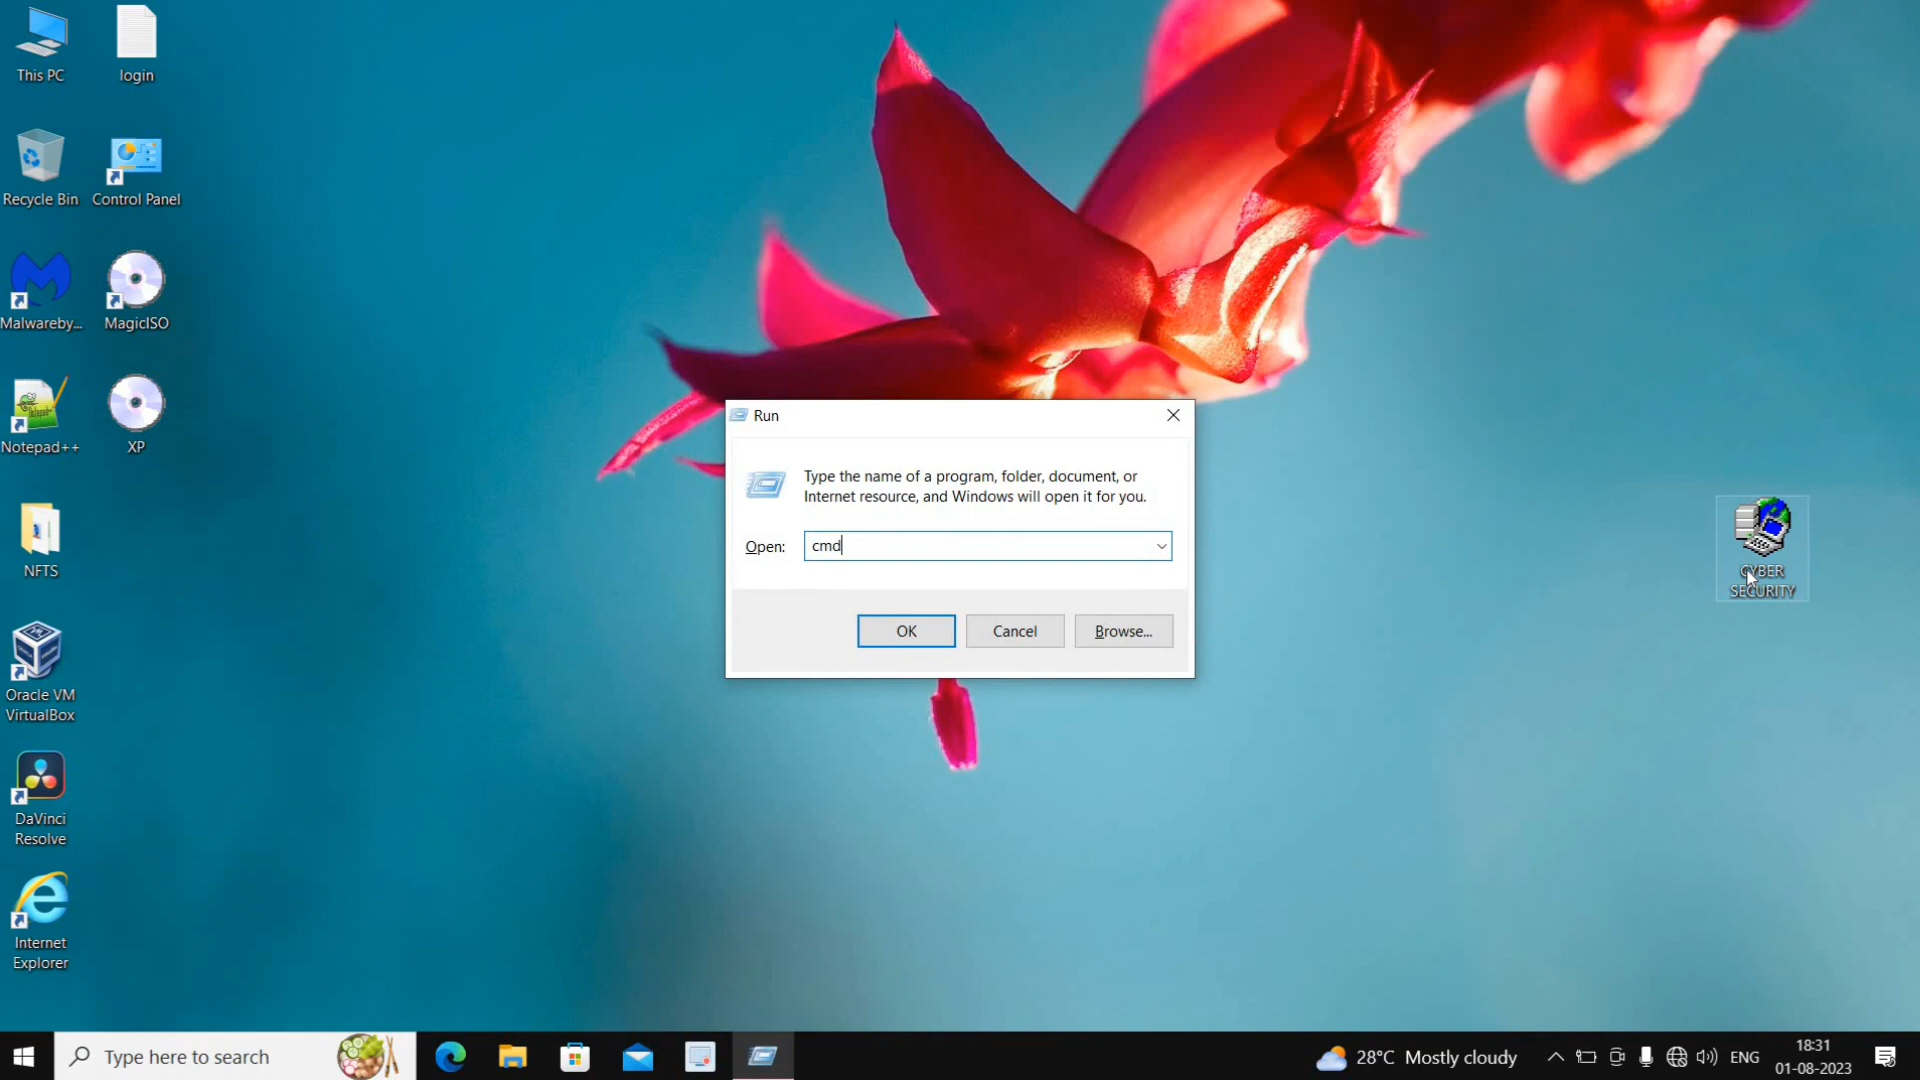 This PC
login
Recycle Bin
Control Panel
Malwareby...
MagicISO
Notepad++
XP
NFTS
Oracle VM
VirtualBox
DaVinci
Resolve
Internet
Explorer
Run
Type the name of a program, folder, document, or
Internet resource, and Windows will open it for you.
Open:
cmd
OK
Cancel
Browse...
CYBER
SECURITY
Type here to search
28°C Mostly cloudy
ENG
18:31
01-08-2023